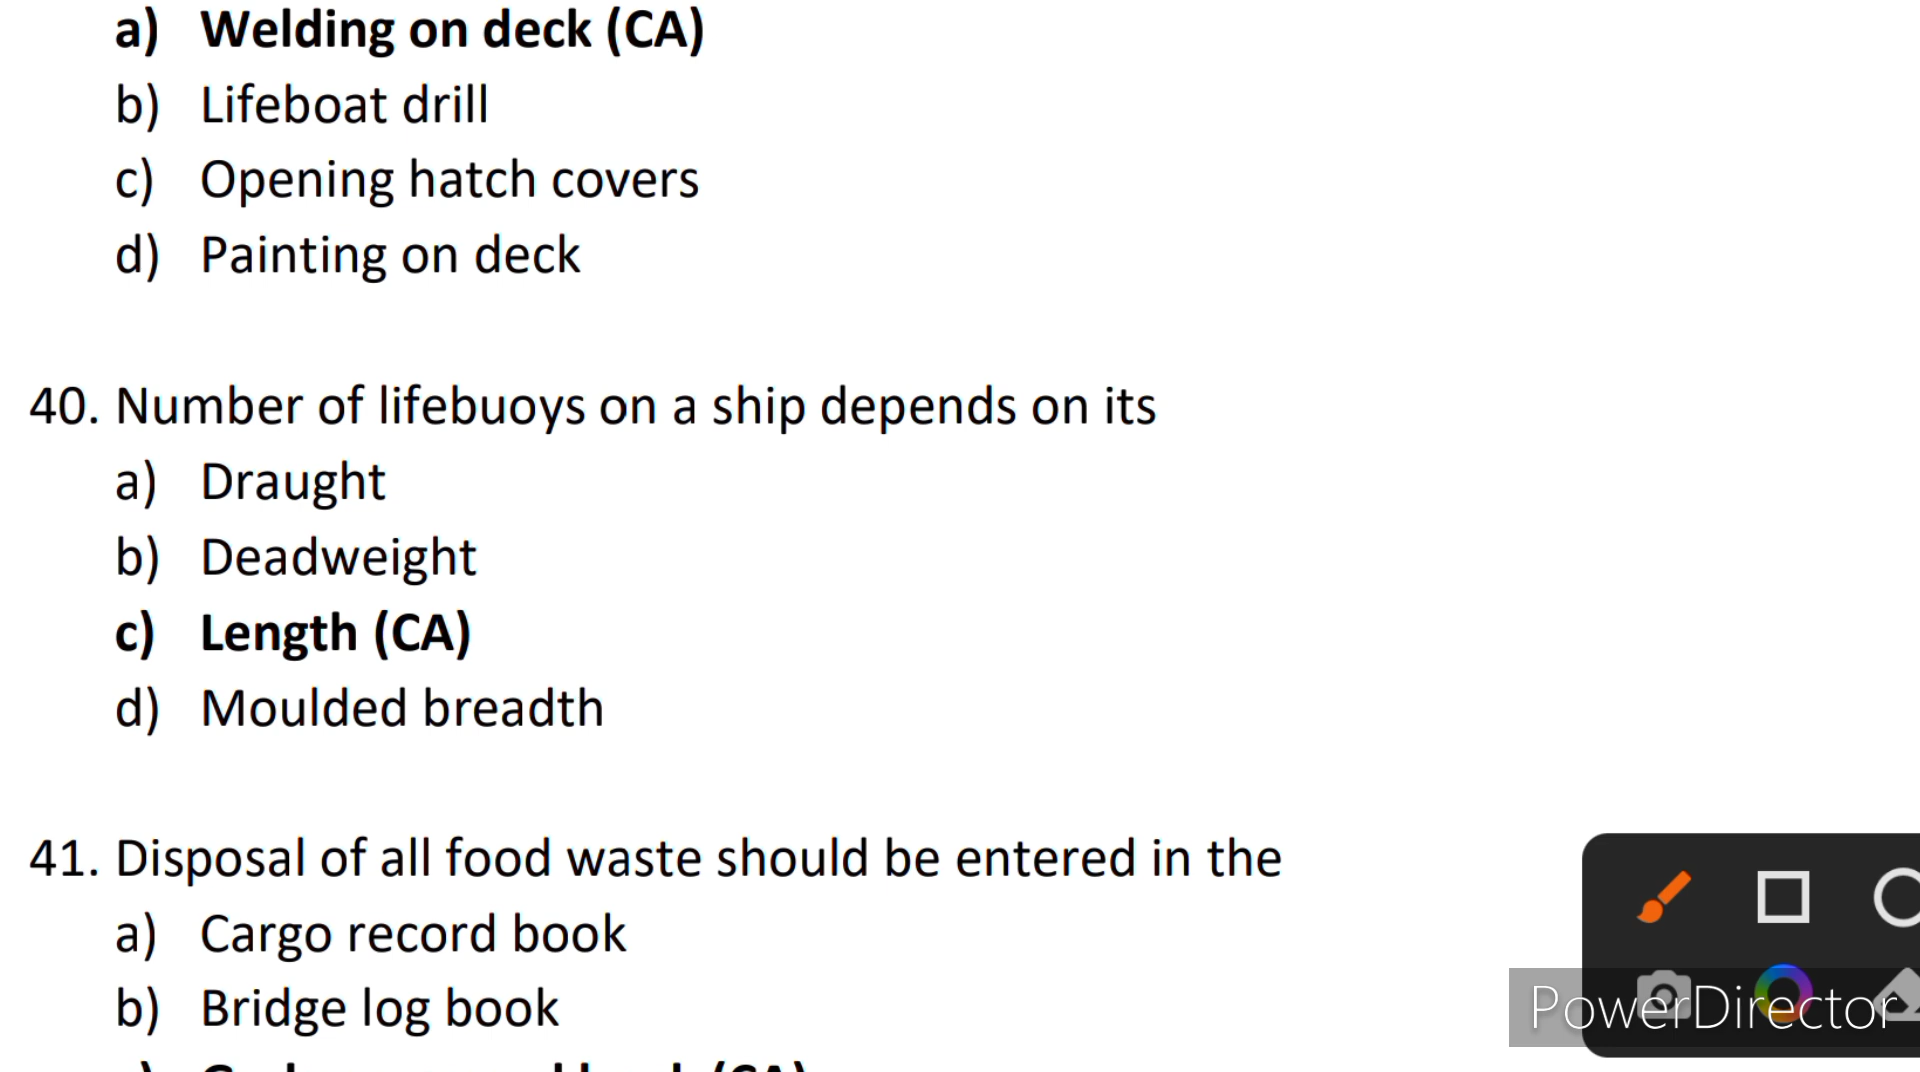 a) Welding on deck (CA)
b) Lifeboat drill
c) Opening hatch covers
d) Painting on deck
40. Number of lifebuoys on a ship depends on its
a) Draught
b) Deadweight
c) Length (CA)
d) Moulded breadth
41. Disposal of all food waste should be entered in the
a) Cargo record book
b) Bridge log book
PowerDirector